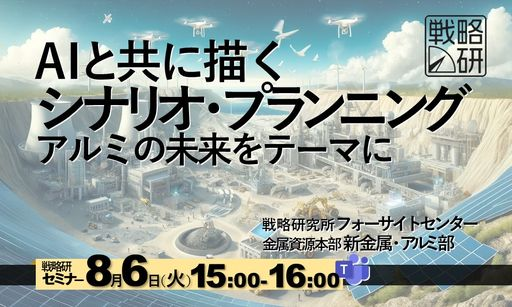 戦略研
AIと共に描く
シナリオ・プランニング
アルミの未来をテーマに
戦略研究所 フォーサイトセンター
金属資源本部 新金属・アルミ部
戦略研
セミナー 8月6日(火) 15:00-16:00